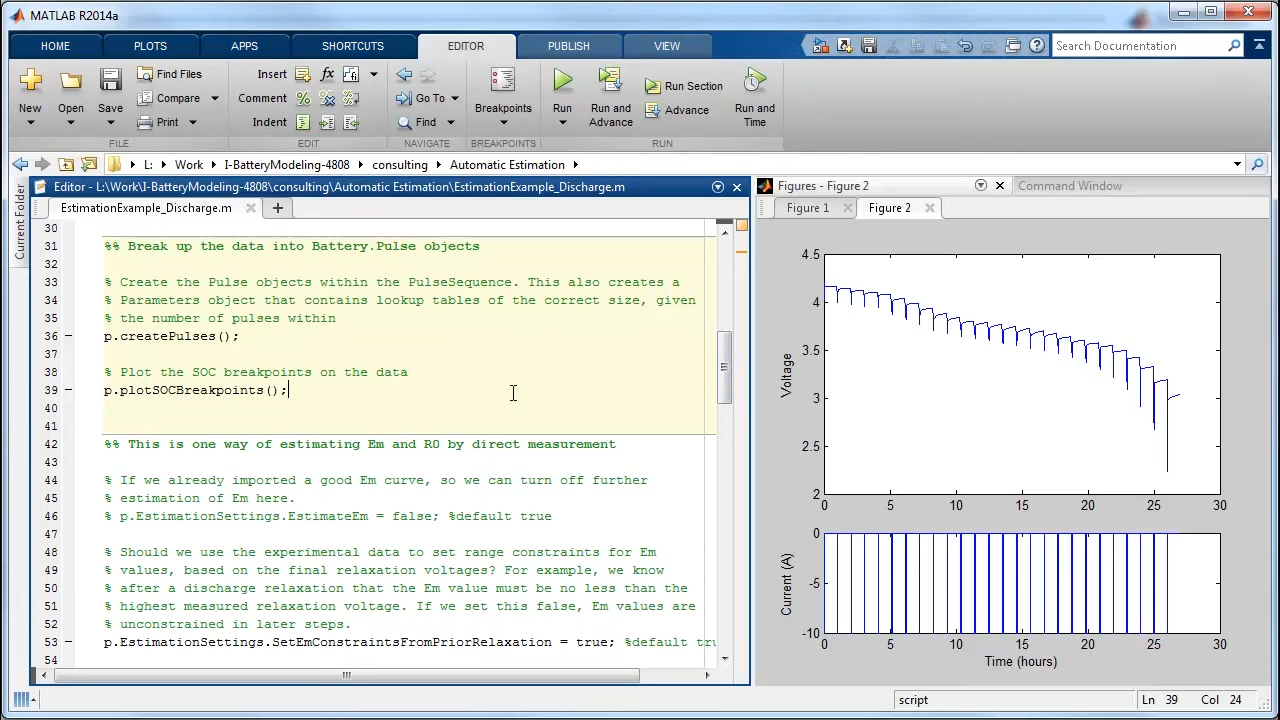 MATLAB R2014a
HOME PLOTS APPS SHORTCUTS EDITOR PUBLISH VIEW Search Documentation
New Open Save Find Files Compare Print Insert fx Comment % Indent Go To Find Breakpoints Run Run and Advance Run Section Advance Run and Time
FILE EDIT NAVIGATE BREAKPOINTS RUN
L: Work I-BatteryModeling-4808 consulting Automatic Estimation
Current Folder
Editor - L:\Work\I-BatteryModeling-4808\consulting\Automatic Estimation\EstimationExample_Discharge.m
EstimationExample_Discharge.m
30
31 %% Break up the data into Battery.Pulse objects
32
33 % Create the Pulse objects within the PulseSequence. This also creates a
34 % Parameters object that contains lookup tables of the correct size, given
35 % the number of pulses within
36 p.createPulses();
37
38 % Plot the SOC breakpoints on the data
39 p.plotSOCBreakpoints();
40
41
42 %% This is one way of estimating Em and R0 by direct measurement
43
44 % If we already imported a good Em curve, so we can turn off further
45 % estimation of Em here.
46 % p.EstimationSettings.EstimateEm = false; %default true
47
48 % Should we use the experimental data to set range constraints for Em
49 % values, based on the final relaxation voltages? For example, we know
50 % after a discharge relaxation that the Em value must be no less than the
51 % highest measured relaxation voltage. If we set this false, Em values are
52 % unconstrained in later steps.
53 p.EstimationSettings.SetEmConstraintsFromPriorRelaxation = true; %default tru
54
Figures - Figure 2 Command Window
Figure 1 Figure 2
4.5
4
3.5
3
2.5
2
Voltage
0 5 10 15 20 25 30
0
-5
-10
Current (A)
0 5 10 15 20 25 30
Time (hours)
script Ln 39 Col 24